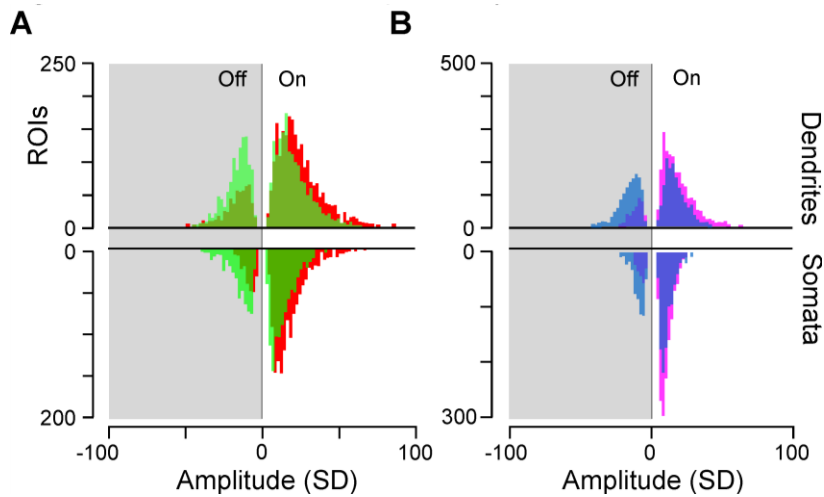 A
B
250
Off
On
ROIs
0
0
200
-100
0
100
Amplitude (SD)
500
Off
On
Dendrites
0
0
Somata
300
-100
0
100
Amplitude (SD)